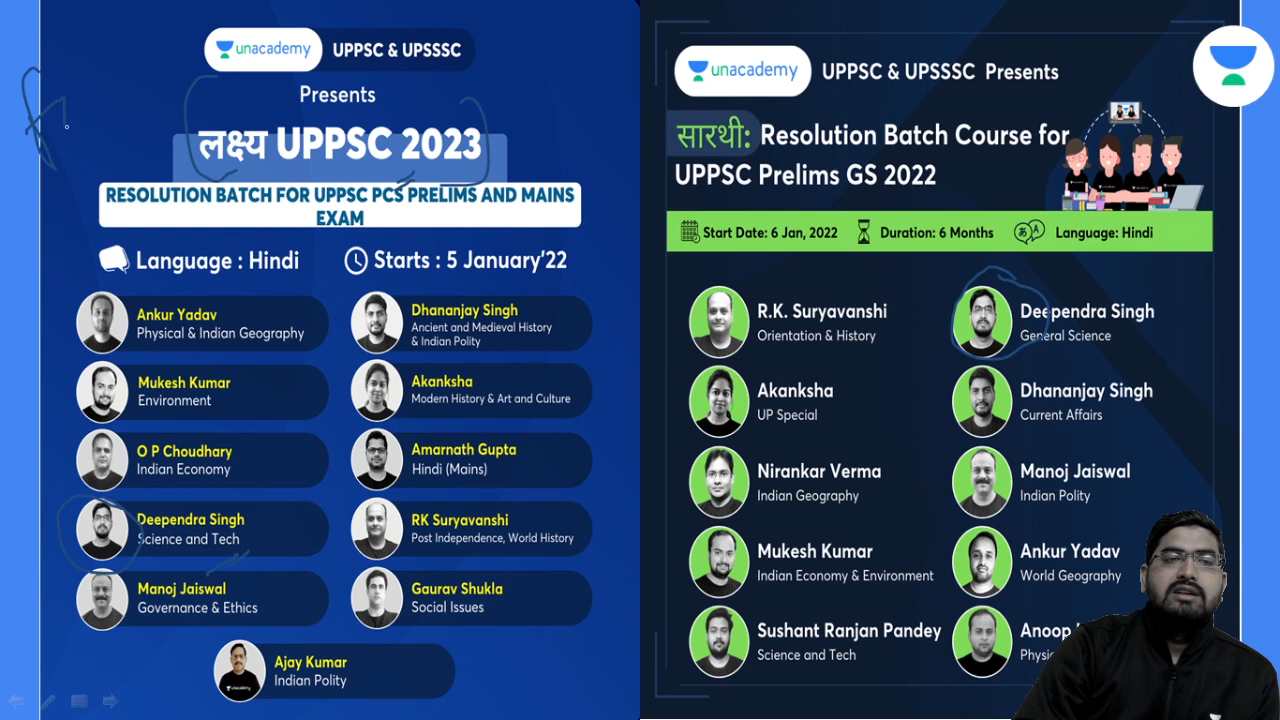 unacademy UPPSC & UPSSSC
Presents
लक्ष्य UPPSC 2023
RESOLUTION BATCH FOR UPPSC PCS PRELIMS AND MAINS
EXAM
Language : Hindi
Starts : 5 January'22
Ankur Yadav
Physical & Indian Geography
Dhananjay Singh
Ancient and Medieval History
& Indian Polity
Mukesh Kumar
Environment
Akanksha
Modern History & Art and Culture
O P Choudhary
Indian Economy
Amarnath Gupta
Hindi (Mains)
Deependra Singh
Science and Tech
RK Suryavanshi
Post Independence, World History
Manoj Jaiswal
Governance & Ethics
Gaurav Shukla
Social Issues
Ajay Kumar
Indian Polity
unacademy UPPSC & UPSSSC Presents
सारथी: Resolution Batch Course for
UPPSC Prelims GS 2022
Start Date: 6 Jan, 2022
Duration: 6 Months
Language: Hindi
R.K. Suryavanshi
Orientation & History
Deependra Singh
General Science
Akanksha
UP Special
Dhananjay Singh
Current Affairs
Nirankar Verma
Indian Geography
Manoj Jaiswal
Indian Polity
Mukesh Kumar
Indian Economy & Environment
Ankur Yadav
World Geography
Sushant Ranjan Pandey
Science and Tech
Anoop